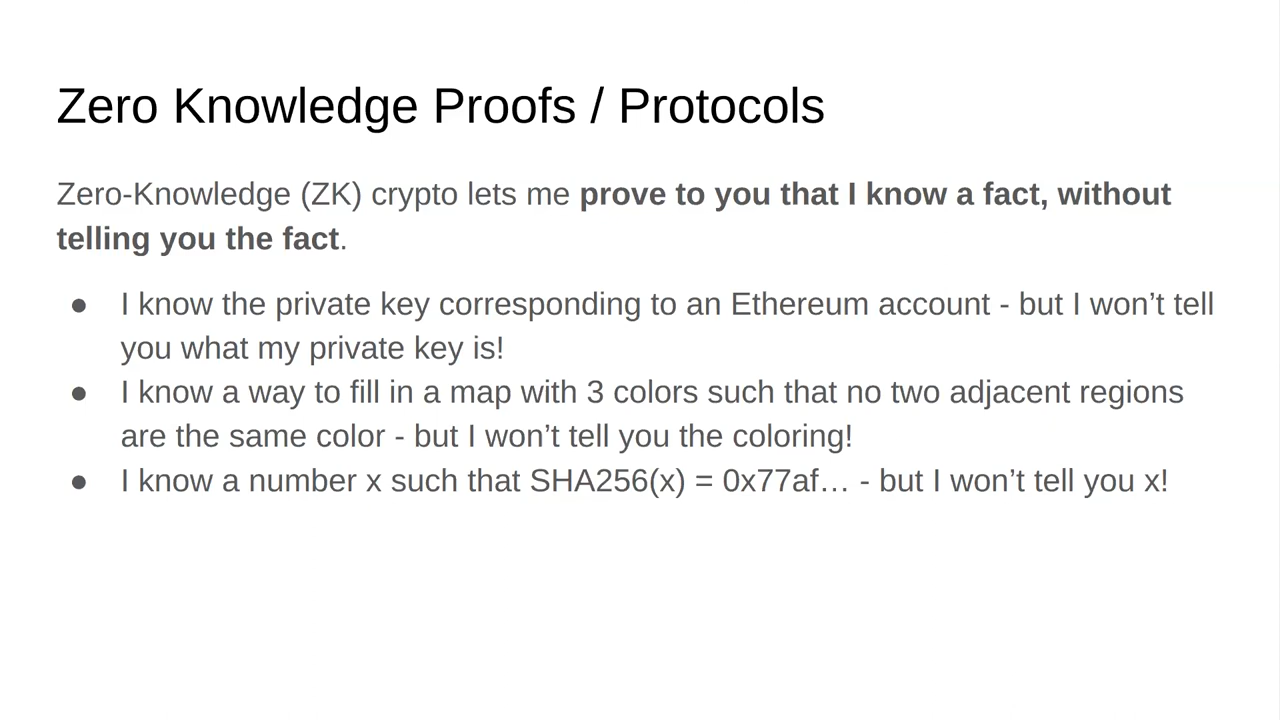 Zero Knowledge Proofs / Protocols
Zero-Knowledge (ZK) crypto lets me prove to you that I know a fact, without
telling you the fact.
● I know the private key corresponding to an Ethereum account - but I won’t tell
you what my private key is!
● I know a way to fill in a map with 3 colors such that no two adjacent regions
are the same color - but I won’t tell you the coloring!
● I know a number x such that SHA256(x) = 0x77af… - but I won’t tell you x!